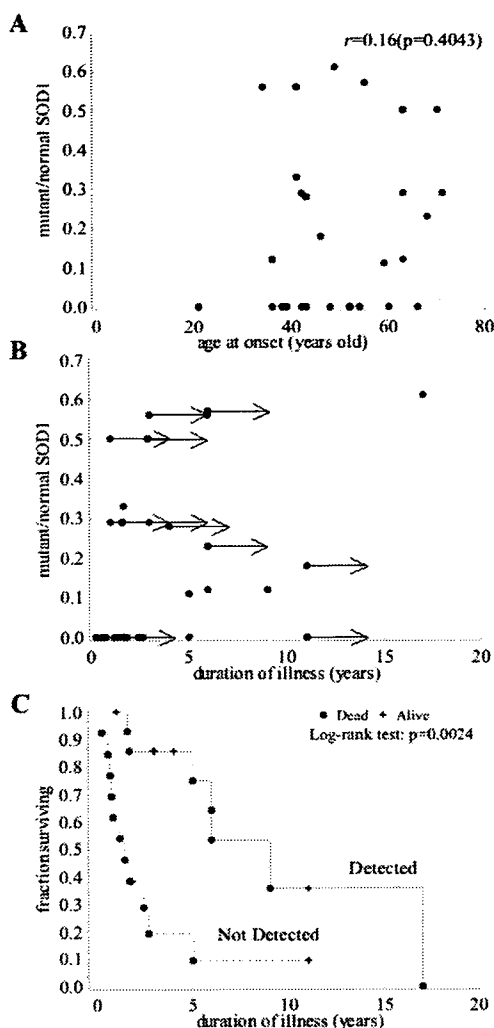 A
r=0.16(p=0.4043)
mutant/normal SOD1
0.7
0.6
0.5
0.4
0.3
0.2
0.1
0.0
0 20 40 60 80
age at onset (years old)
B
mutant/normal SOD1
0.7
0.6
0.5
0.4
0.3
0.2
0.1
0.0
0 5 10 15 20
duration of illness (years)
C
Dead + Alive
Log-rank test: p=0.0024
fraction surviving
1.0
0.9
0.8
0.7
0.6
0.5
0.4
0.3
0.2
0.1
0.0
Detected
Not Detected
0 5 10 15 20
duration of illness (years)